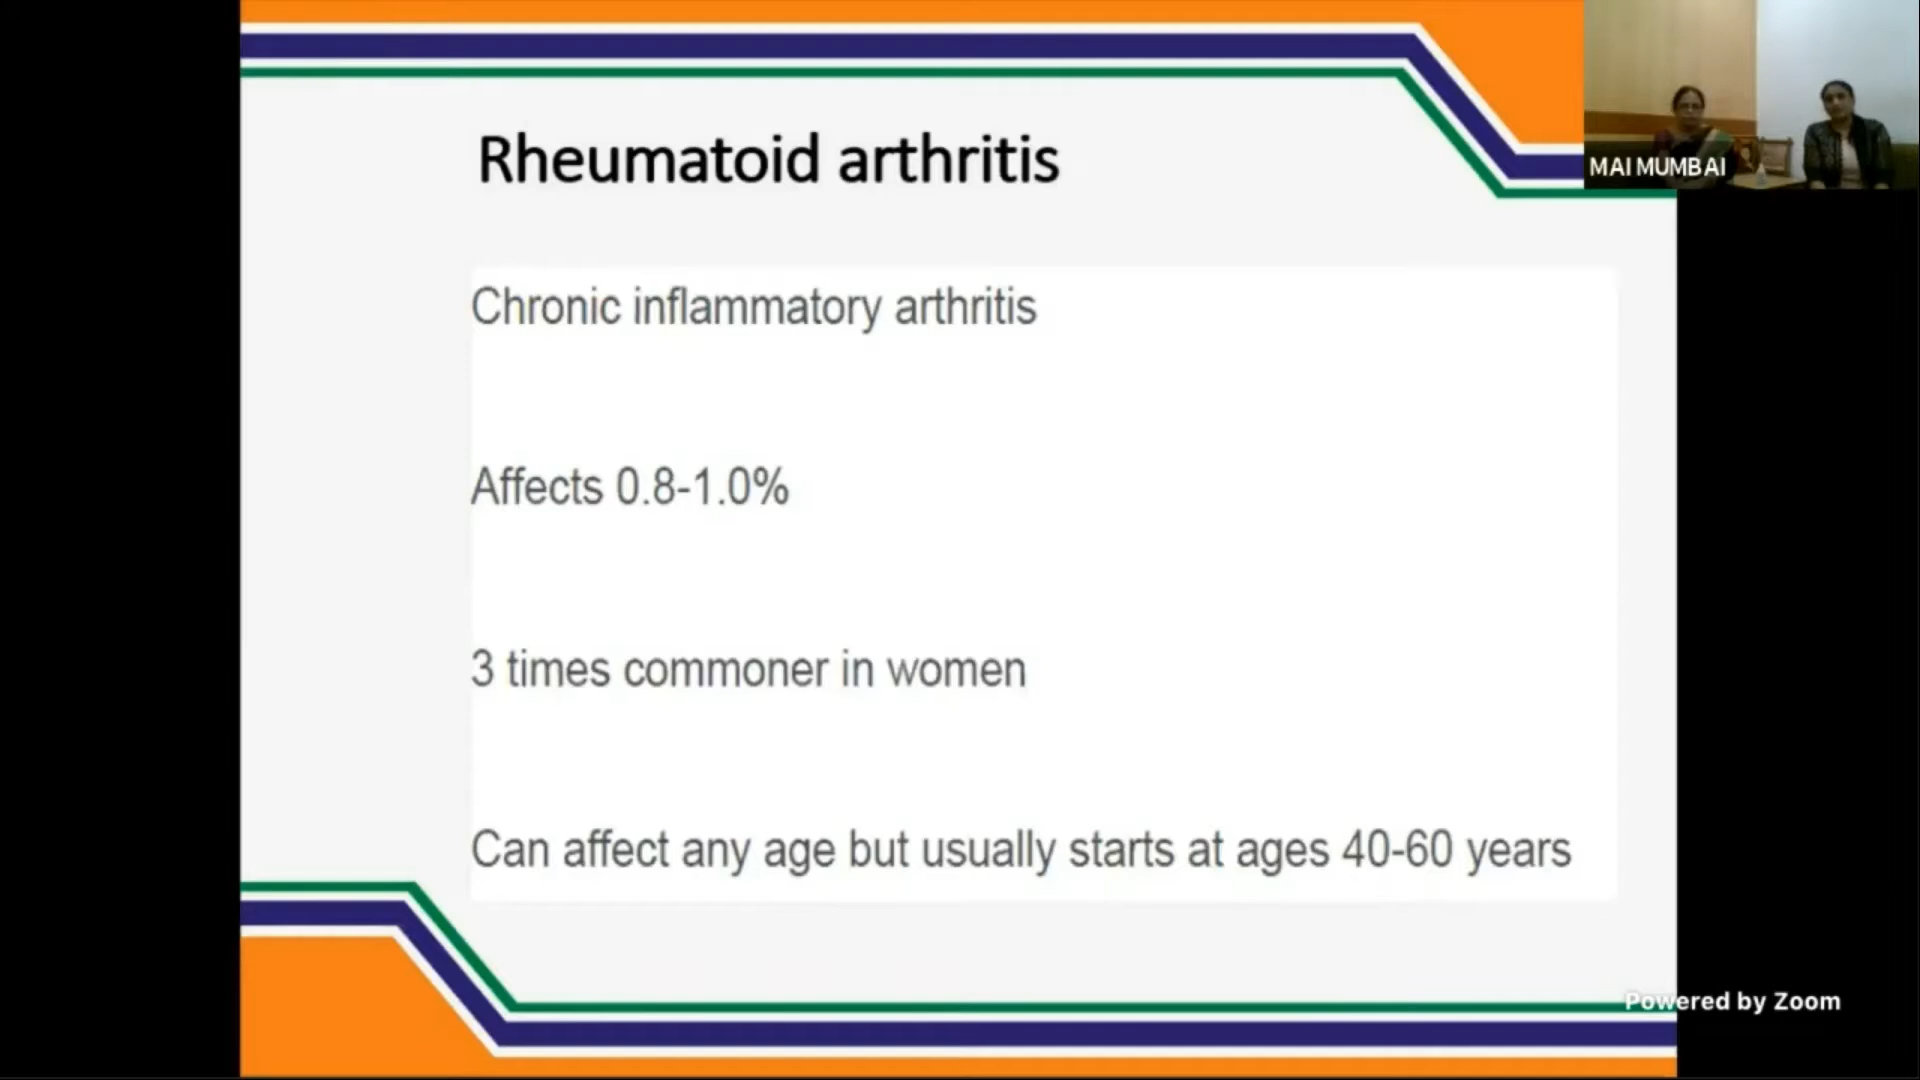 Rheumatoid arthritis
MAI MUMBAI
Chronic inflammatory arthritis
Affects 0.8-1.0%
3 times commoner in women
Can affect any age but usually starts at ages 40-60 years
Powered by Zoom